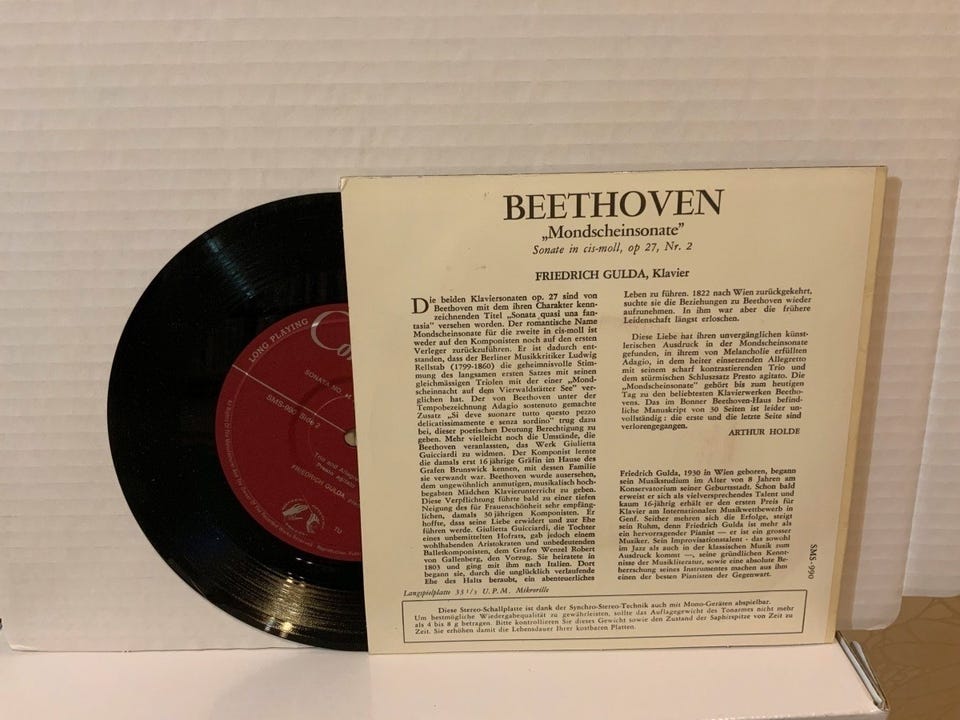 BEETHOVEN
„Mondscheinsonate"
Sonate in cis-moll, op 27, Nr. 2
FRIEDRICH GULDA, Klavier
Die beiden Klaviersonaten op. 27 sind von
Beethoven mit dem ihren Charakter kenn-
zeichnenden Titel „Sonata quasi una fan-
tasia" versehen worden. Der romantische Name
Mondscheinsonate für die zweite in cis-moll ist
weder auf den Komponisten noch auf den ersten
Verleger zurückzuführen. Er ist dadurch ent-
standen, dass der Berliner Musikkritiker Ludwig
Rellstab (1799-1860) die geheimnisvolle Stim-
mung des langsamen ersten Satzes mit seinen
gleichmässigen Triolen mit der einer „Mond-
scheinnacht auf dem Vierwaldstätter See" ver-
glichen hat. Der von Beethoven unter der
Tempobezeichnung Adagio sostenuto gemachte
Zusatz „Si deve suonare tutto questo pezzo
delicatissimamente e senza sordino" trug dazu
bei, dieser poetischen Deutung Berechtigung zu
geben. Mehr vielleicht noch die Umstände, die
Beethoven veranlassten, das Werk Giulietta
Guicciardi zu widmen. Der Komponist lernte
die damals erst 16 jährige Gräfin im Hause des
Grafen Brunswick kennen, mit dessen Familie
sie verwandt war. Beethoven wurde ausersehen,
dem ungewöhnlich anmutigen, musikalisch hoch-
begabten Mädchen Klavierunterricht zu geben.
Diese Verpflichtung führte bald zu einer tiefen
Neigung des für Frauenschönheit sehr empfäng-
lichen, damals 30 jährigen Komponisten. Er
hoffte, dass seine Liebe erwidert und zur Ehe
führen werde. Giulietta Guicciardi, die Tochter
eines unbemittelten Hofrats, gab jedoch einem
wohlhabenden Aristokraten und unbedeutenden
Balletkomponisten, dem Grafen Wenzel Robert
von Gallenberg, den Vorzug. Sie heiratete in
1803 und ging mit ihm nach Italien. Dort
begann sie, durch die unglücklich verlaufende
Ehe des Halts beraubt, ein abenteuerliches
Leben zu führen. 1822 nach Wien zurückgekehrt,
suchte sie die Beziehungen zu Beethoven wieder
aufzunehmen. In ihm war aber die frühere
Leidenschaft längst erloschen.
Diese Liebe hat ihren unvergänglichen künst-
lerischen Ausdruck in der Mondscheinsonate
gefunden, in ihrem von Melancholie erfüllten
Adagio, in dem heiter einsetzenden Allegretto
mit seinem scharf kontrastierenden Trio und
dem stürmischen Schlusszatz Presto agitato. Die
„Mondscheinsonate" gehört bis zum heutigen
Tag zu den beliebtesten Klavierwerken Beetho-
vens. Das im Bonner Beethoven-Haus befind-
liche Manuskript von 30 Seiten ist leider un-
vollständig : die erste und die letzte Seite sind
verlorengegangen.
ARTHUR HOLDE
Friedrich Gulda, 1930 in Wien geboren, begann
sein Musikstudium im Alter von 8 Jahren am
Konservatorium seiner Geburtsstadt. Schon bald
erweist er sich als vielversprechendes Talent und
kaum 16-jährig erhält er den ersten Preis für
Klavier am Internationalen Musikwettbewerb in
Genf. Seither mehren sich die Erfolge, steigt
sein Ruhm, denn Friedrich Gulda ist mehr als
ein hervorragender Pianist — er ist ein grosser
Musiker. Sein Improvisationstalent - das sowohl
im Jazz als auch in der klassischen Musik zum
Ausdruck kommt —, seine gründlichen Kennt-
nisse der Musikliteratur, sowie eine absolute Be-
herrschung seines Instrumentes machen aus ihm
einen der besten Pianisten der Gegenwart.
SMS-990
Langspielplatte 33 1/3 U.P.M. Mikrorille
Diese Stereo-Schallplatte ist dank der Synchro-Stereo-Technik auch mit Mono-Geräten abspielbar.
Um bestmögliche Wiedergabequalität zu gewährleisten, sollte das Auflagegewicht des Tonarmes nicht mehr
als 4 bis 8 g betragen. Bitte kontrollieren Sie dieses Gewicht sowie den Zustand der Saphirspitze von Zeit zu
Zeit. Sie erhöhen damit die Lebensdauer Ihrer kostbaren Platten.
LONG PLAYING
Con
SONATA NO.
SMS-990 Side 2
Trio and Allegre
Presto agitato
FRIEDRICH GULDA, pia